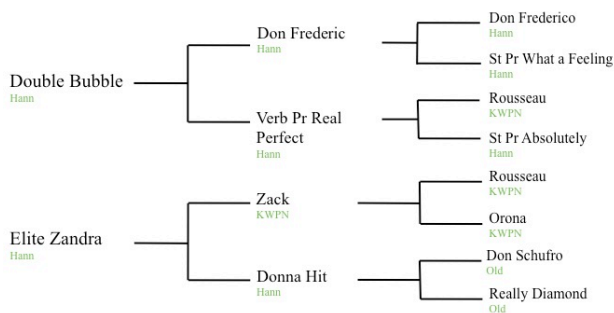 Don Frederico
Hann
Don Frederic
Hann
St Pr What a Feeling
Hann
Double Bubble
Hann
Rousseau
KWPN
Verb Pr Real
Perfect
Hann
St Pr Absolutely
Hann
Rousseau
KWPN
Zack
KWPN
Orona
KWPN
Elite Zandra
Hann
Don Schufro
Old
Donna Hit
Hann
Really Diamond
Old